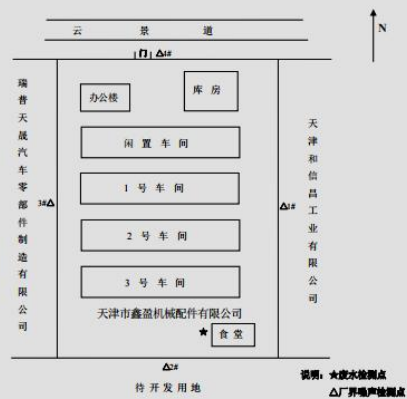 云景道
N
门 △4#
办公楼
库房
瑞普天晟汽车零部件制造有限公司
天津和信昌工业有限公司
闲置车间
1号车间
3#△
△1#
2号车间
3号车间
天津市鑫盈机械配件有限公司
★ 食堂
△2#
待开发用地
说明：★废水检测点
△厂界噪声检测点